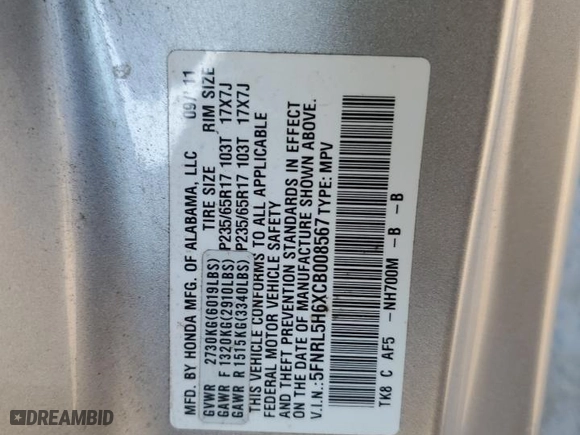 MFD. BY HONDA MFG. OF ALABAMA, LLC 09/11
TIRE SIZE RIM SIZE
GVWR 2730KG(6019LBS)
GAWR F 1320KG(2910LBS) P235/65R17 103T 17X7J
GAWR R 1515KG(3340LBS) P235/65R17 103T 17X7J
THIS VEHICLE CONFORMS TO ALL APPLICABLE
FEDERAL MOTOR VEHICLE SAFETY
AND THEFT PREVENTION STANDARDS IN EFFECT
ON THE DATE OF MANUFACTURE SHOWN ABOVE.
V.I.N.:5FNRL5H6XCB008567 TYPE: MPV
TK8 C AF5 -NH700M -B -B
DREAMBID